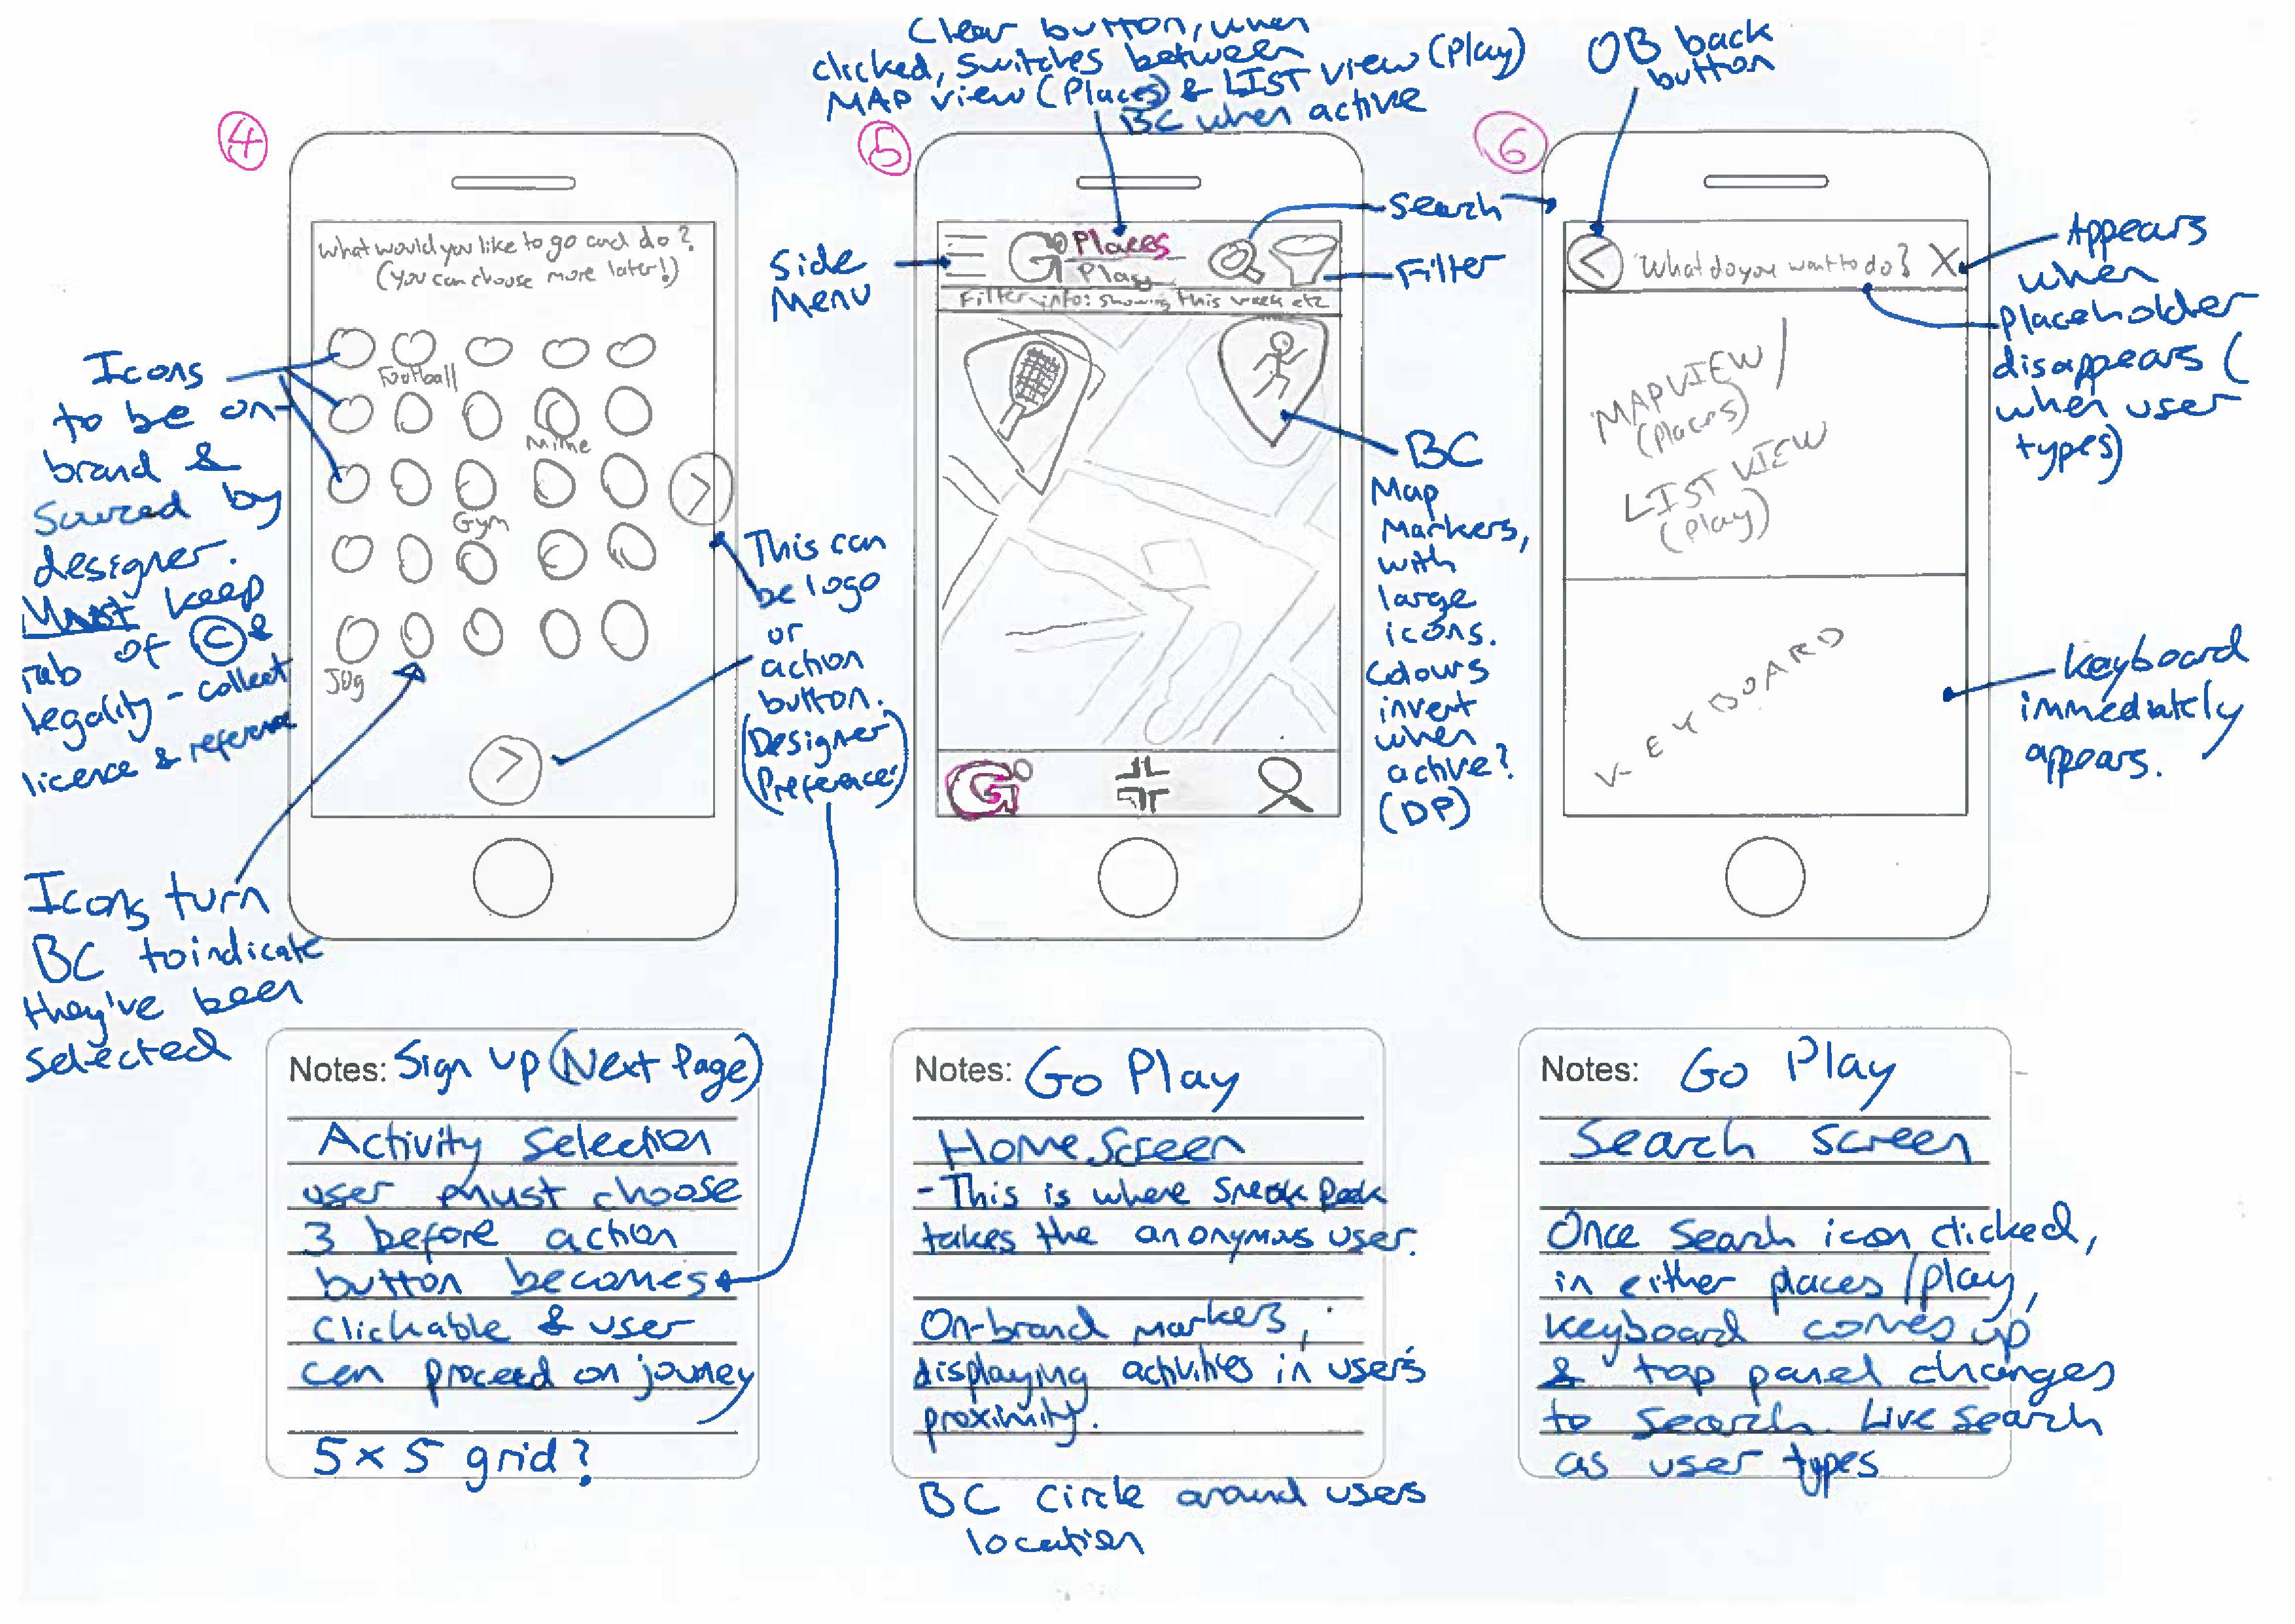 Clear button, when
clicked, switches between
MAP view (Places) & LIST view (Play)
BC when active
OB back
button
4
5
6
What would you like to go and do?
(You can choose more later!)
Football
Mime
Gym
Jog
Icons
to be on-
brand &
sourced by
designer.
Must keep
tab of © &
legality - collect
licence & reference
Icons turn
BC to indicate
they've been
selected
This can
be logo
or
action
button.
(Designer
Preference)
Side
Menu
Go Places
Play
Filter info: showing this week etc
Search
Filter
BC
Map
Markers,
with
large
icons.
Colours
invert
when
active?
(DP)
Go
What do you want to do? X
MAP VIEW /
(Places)
LIST VIEW
(Play)
KEYBOARD
Appears
when
placeholder
disappears (
when user
types)
Keyboard
immediately
appears.
Notes: Sign up (Next Page)
Activity Selection
user must choose
3 before action
button becomes
clickable & user
can proceed on journey
5 x 5 grid?
Notes: Go Play
Home Screen
- This is where sneak peek
takes the anonymous user.
On-brand markers,
displaying activities in user's
proximity.
BC circle around users
location
Notes: Go Play
Search screen
Once search icon clicked,
in either places/play,
keyboard comes up
& top panel changes
to search. Live search
as user types